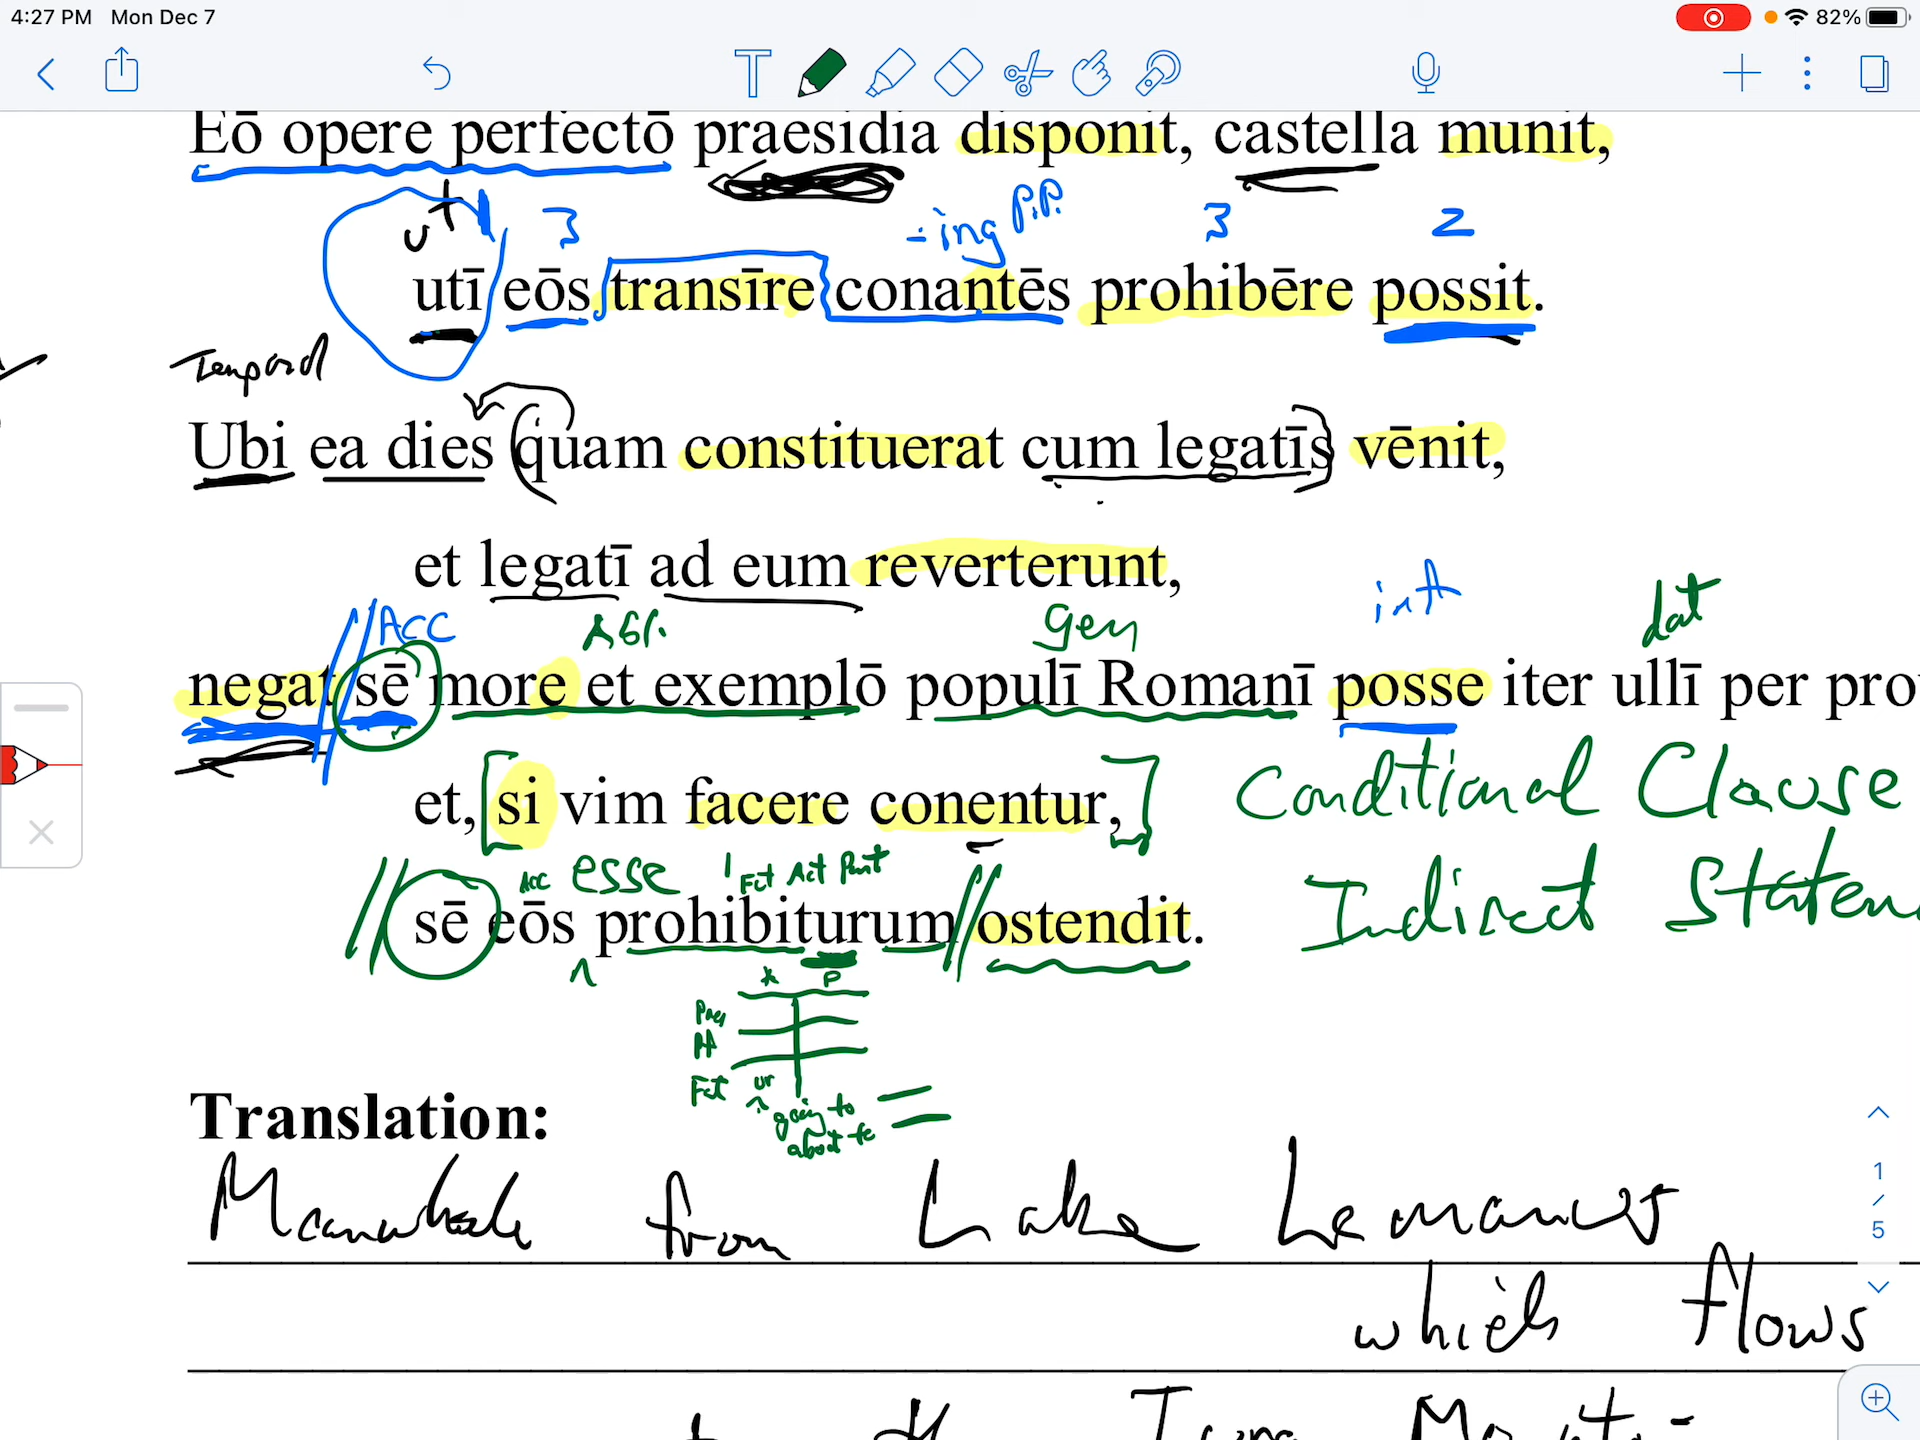 4:27 PM Mon Dec 7 82%
T
Eō opere perfectō praesidia disponit, castella munit,
ut 1 3 -ing P.P. 3 2
utī eōs transīre conantēs prohibēre possit.
Temporal
Ubi ea dies (quam constituerat cum legatīs) vēnit,
et legatī ad eum reverterunt,
// ACC Abl. gen inf dat
negat sē more et exemplō populī Romanī posse iter ullī per pro
et, [si vim facere conentur,] Conditional Clause
// Acc esse Fut Act Part // Indirect Statem
sē eōs prohibiturum ostendit.
A P
Pres
Pf
Fut ur
going to
about to
Translation:
Meanwhile from Lake Lemanus
1
/
5
which flows